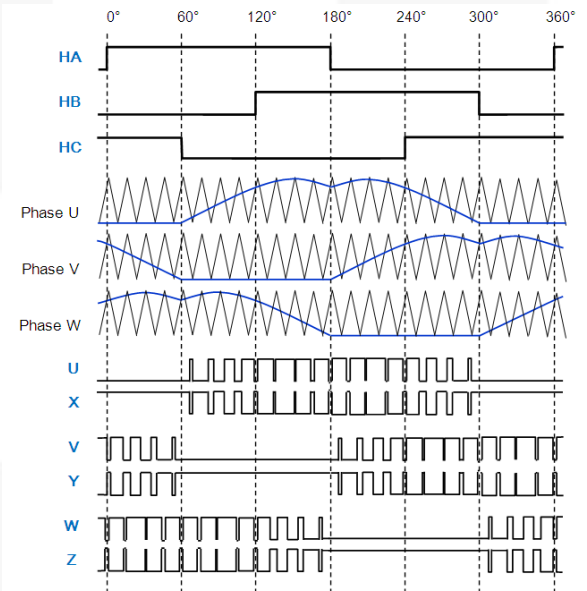 0° 60° 120° 180° 240° 300° 360°
HA
HB
HC
Phase U
Phase V
Phase W
U
X
V
Y
W
Z